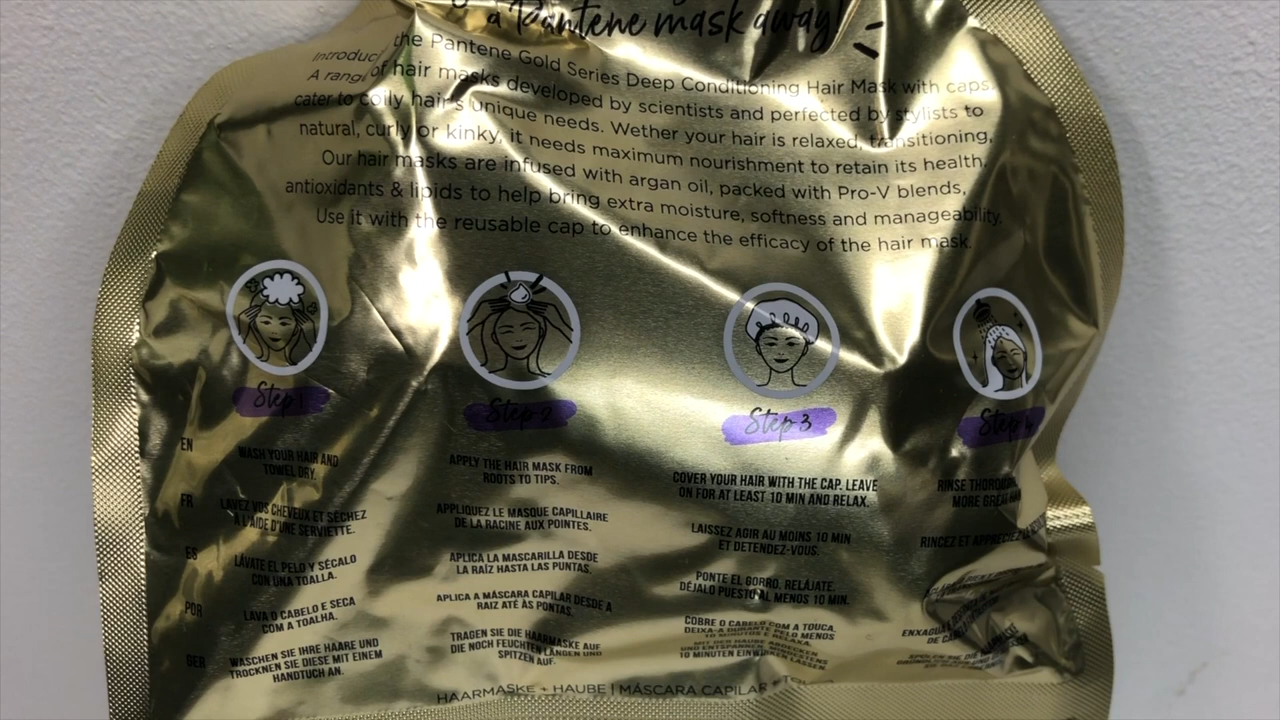 a Pantene mask away!
the Pantene Gold Series Deep Conditioning Hair Mask with caps.
of hair masks developed by scientists and perfected by stylists to
cater to coily hair's unique needs. Wether your hair is relaxed, transitioning,
natural, curly or kinky, it needs maximum nourishment to retain its health.
Our hair masks are infused with argan oil, packed with Pro-V blends,
antioxidants & lipids to help bring extra moisture, softness and manageability.
Use it with the reusable cap to enhance the efficacy of the hair mask.
Step 1
Step 2
Step 3
Step 4
EN
WASH YOUR HAIR AND
TOWEL DRY.
APPLY THE HAIR MASK FROM
ROOTS TO TIPS.
COVER YOUR HAIR WITH THE CAP. LEAVE
ON FOR AT LEAST 10 MIN AND RELAX.
RINSE
MORE
FR
LAVEZ VOS CHEVEUX ET SÉCHEZ
À L'AIDE D'UNE SERVIETTE.
APPLIQUEZ LE MASQUE CAPILLAIRE
DE LA RACINE AUX POINTES.
LAISSEZ AGIR AU MOINS 10 MIN
ET DETENDEZ-VOUS.
RINCEZ ET APPRECIEZ
ES
LÁVATE EL PELO Y SÉCALO
CON UNA TOALLA.
APLICA LA MASCARILLA DESDE
LA RAÍZ HASTA LAS PUNTAS.
PONTE EL GORRO. RELÁJATE.
DÉJALO PUESTO AL MENOS 10 MIN.
POR
LAVA O CABELO E SECA
COM A TOALHA.
APLICA A MÁSCARA CAPILAR DESDE A
RAIZ ATÉ ÀS PONTAS.
COBRE O CABELO COM A TOUCA.
DEIXA-A DURANTE PELO MENOS
10 MINUTOS E RELAXA.
GER
WASCHEN SIE IHRE HAARE UND
TROCKNEN SIE DIESE MIT EINEM
HANDTUCH AN.
TRAGEN SIE DIE HAARMASKE AUF
DIE NOCH FEUCHTEN LÄNGEN UND
SPITZEN AUF.
MIT DER HAUBE ABDECKEN
UND ENTSPANNEN. MINDESTENS
10 MINUTEN EINWIRKEN LASSEN.
HAARMASKE + HAUBE | MÁSCARA CAPILAR +